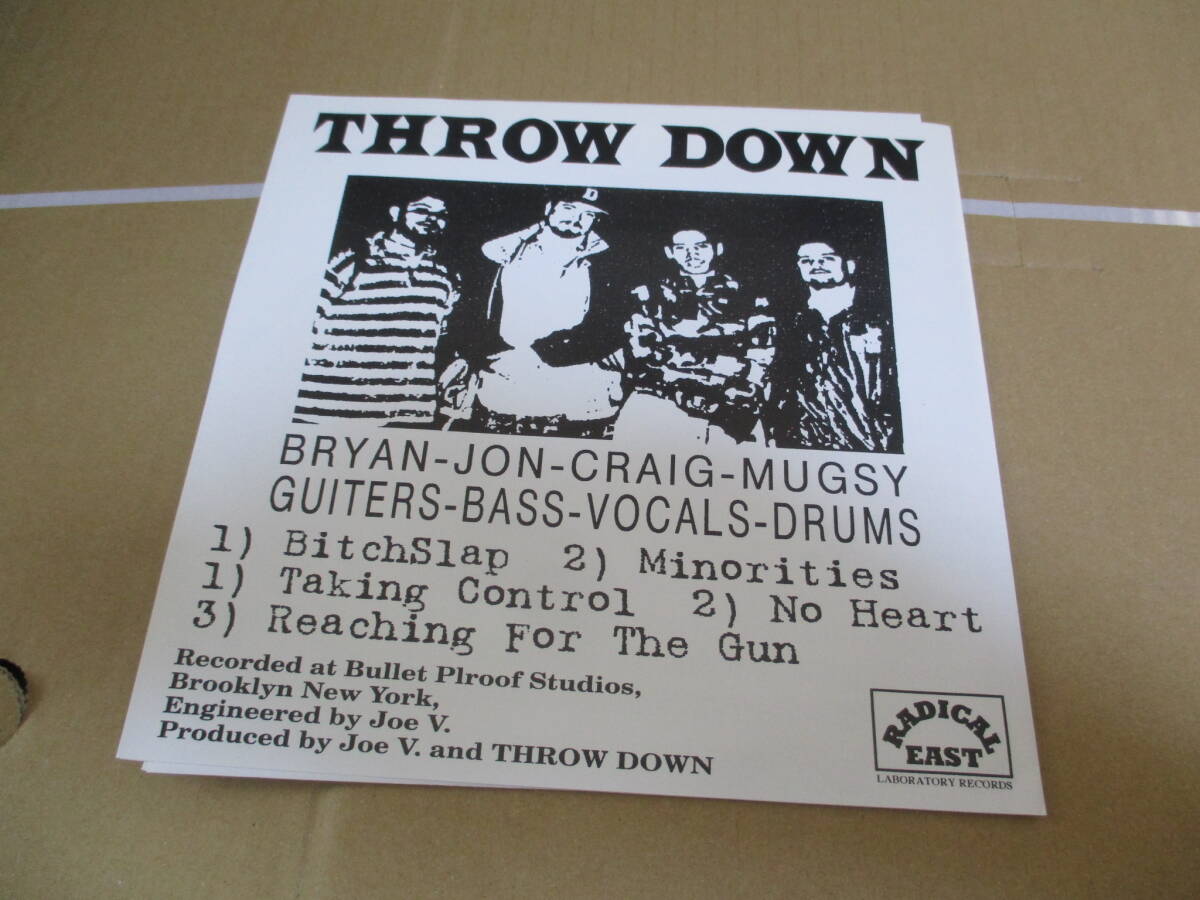 THROW DOWN
D
BRYAN-JON-CRAIG-MUGSY
GUITERS-BASS-VOCALS-DRUMS
1) BitchSlap 2) Minorities
1) Taking Control 2) No Heart
3) Reaching For The Gun
Recorded at Bullet Plroof Studios,
Brooklyn New York,
Engineered by Joe V.
Produced by Joe V. and THROW DOWN
RADICAL
EAST
LABORATORY RECORDS